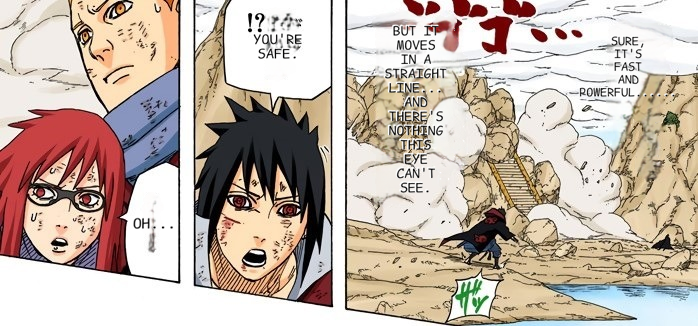 SURE,
IT'S
FAST
AND
POWERFUL.....
BUT IT
MOVES
IN A
STRAIGHT
LINE...
AND
THERE'S
NOTHING
THIS
EYE
CAN'T
SEE.
!?
YOU'RE
SAFE.
OH...